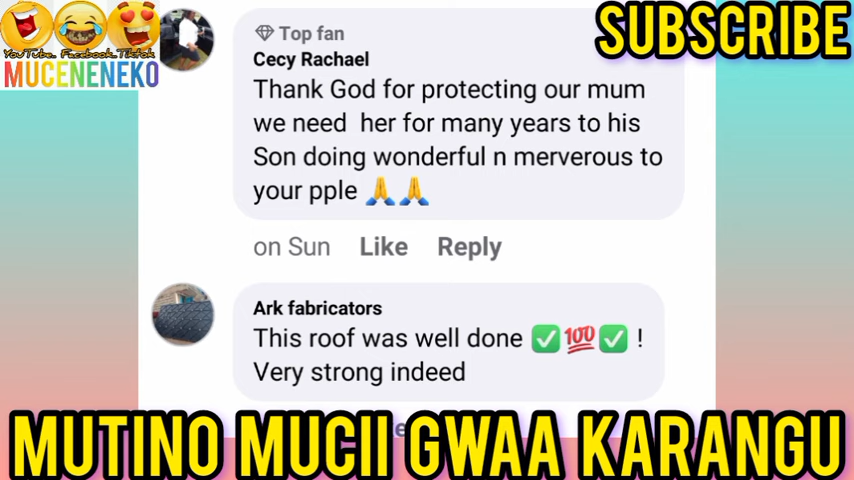 SUBSCRIBE
YouTube. Facebook. Tiktok
MUCENENEKO
Top fan
Cecy Rachael
Thank God for protecting our mum
we need her for many years to his
Son doing wonderful n merverous to
your pple 🙏🙏
on Sun Like Reply
Ark fabricators
This roof was well done ✅💯✅ !
Very strong indeed
MUTINO MUCII GWAA KARANGU